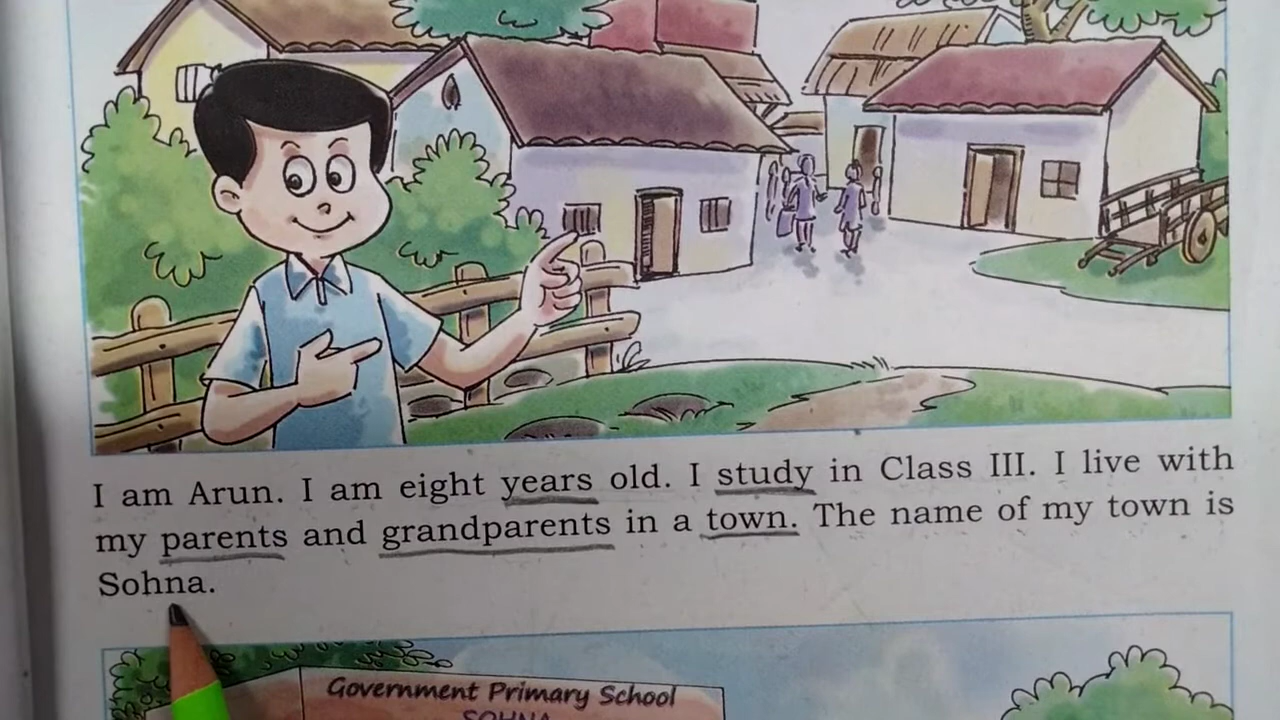 I am Arun. I am eight years old. I study in Class III. I live with
my parents and grandparents in a town. The name of my town is
Sohna.
Government Primary School
SOHNA